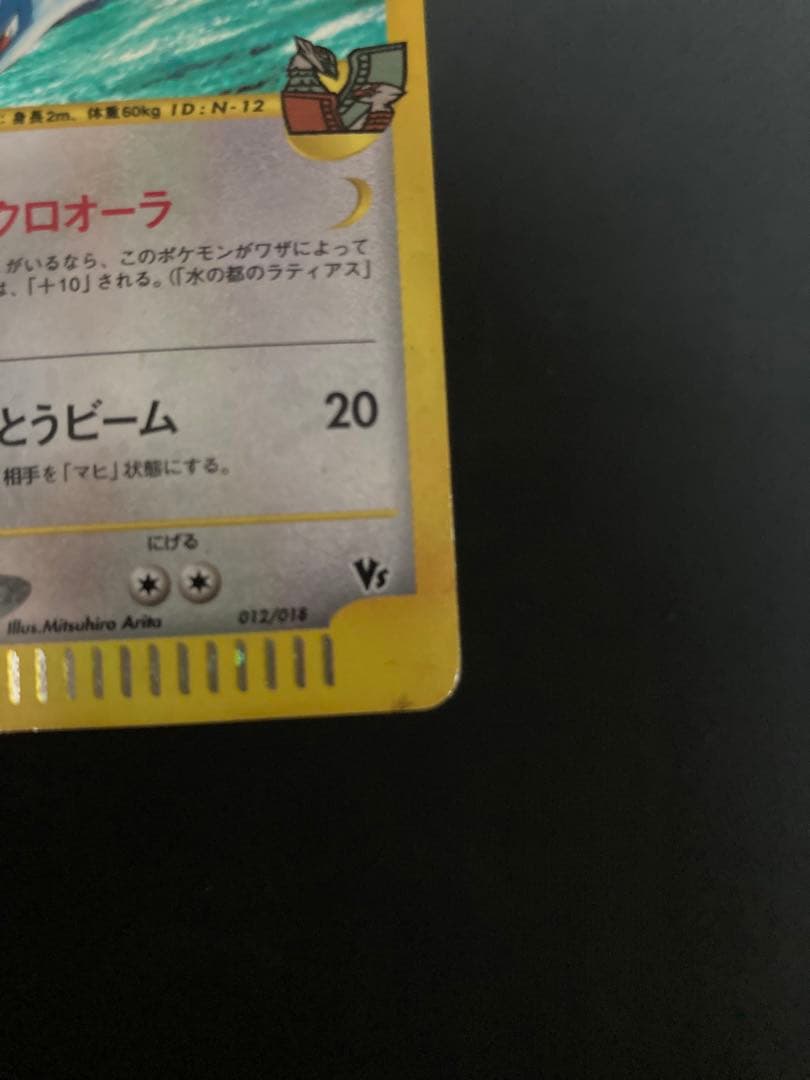 : 身長2m、体重60kg ID:N-12
クロオーラ
がいるなら、このポケモンがワザによって
は、「+10」される。(「水の都のラティアス」
とうビーム 20
相手を「マヒ」状態にする。
にげる
Vs
Illus.Mitsuhiro Arita 012/018